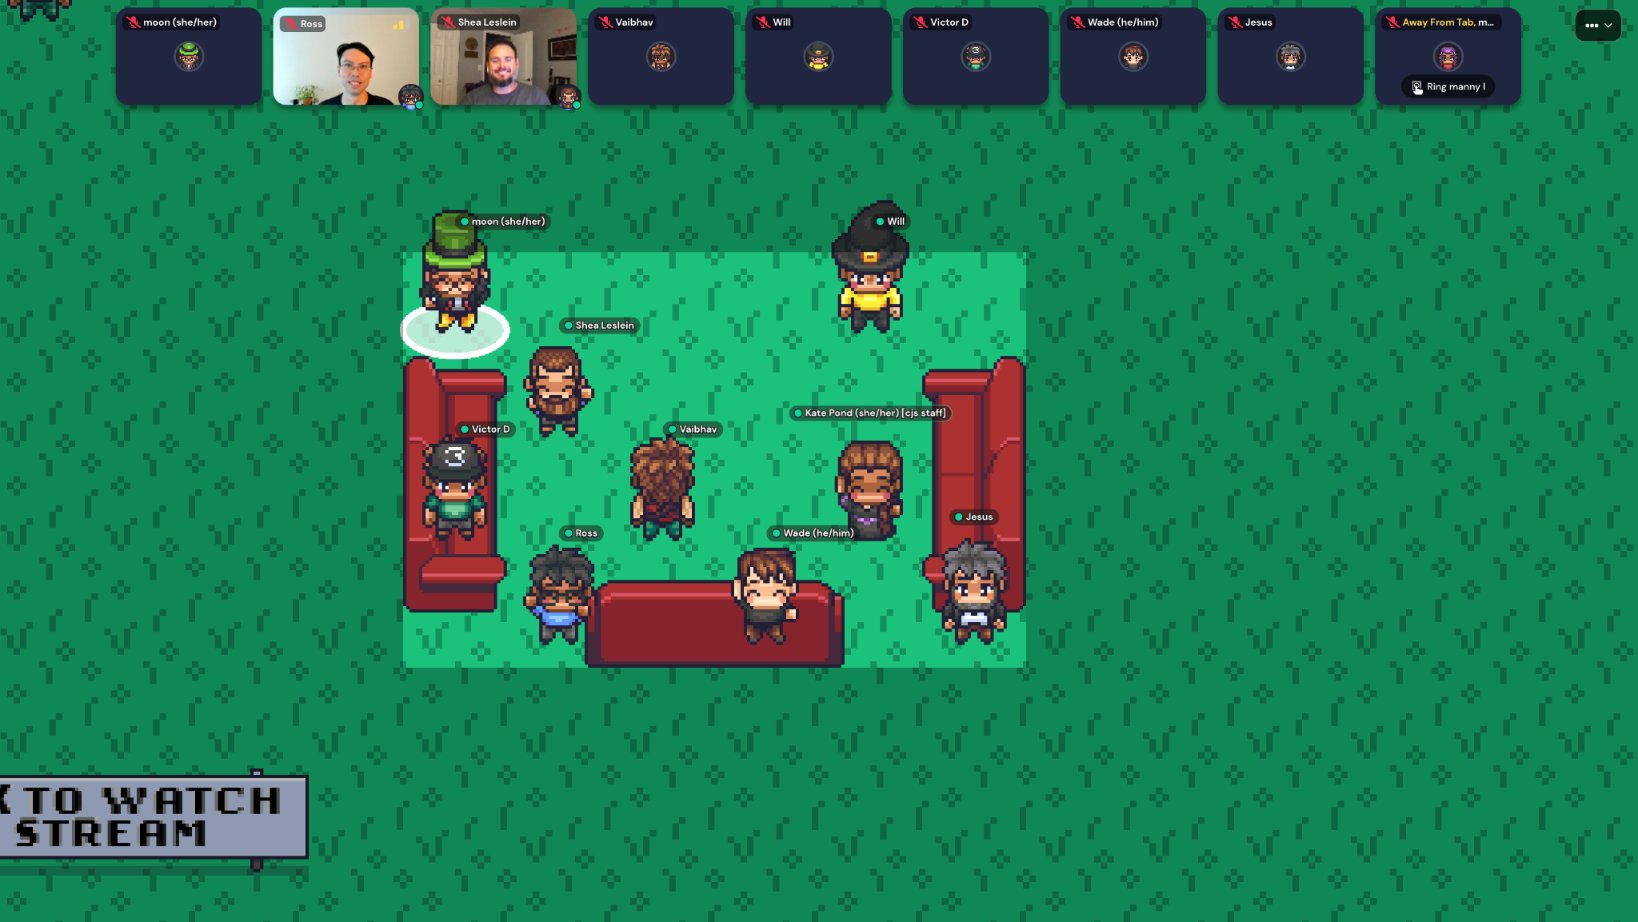 moon (she/her)
Ross
Shea Leslein
Vaibhav
Will
Victor D
Wade (he/him)
Jesus
Away From Tab, m...
Ring manny l
moon (she/her)
Will
Shea Leslein
Kate Pond (she/her) [cjs staff]
Victor D
Vaibhav
Jesus
Ross
Wade (he/him)
TO WATCH
STREAM